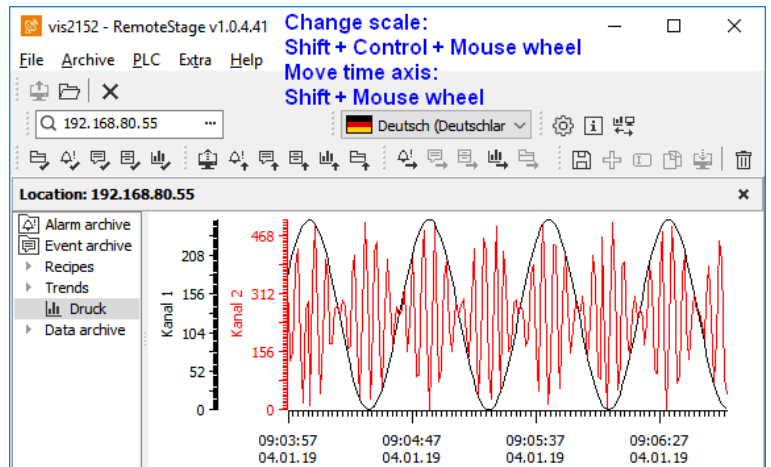 vis2152 - RemoteStage v1.0.4.41
Change scale:
Shift + Control + Mouse wheel
Move time axis:
Shift + Mouse wheel
File Archive PLC Extra Help
192.168.80.55 ...
Deutsch (Deutschlar
Location: 192.168.80.55
Alarm archive
Event archive
Recipes
Trends
Druck
Data archive
Kanal 1
208
156
104
52
0
Kanal 2
468
312
156
0
09:03:57 09:04:47 09:05:37 09:06:27
04.01.19 04.01.19 04.01.19 04.01.19